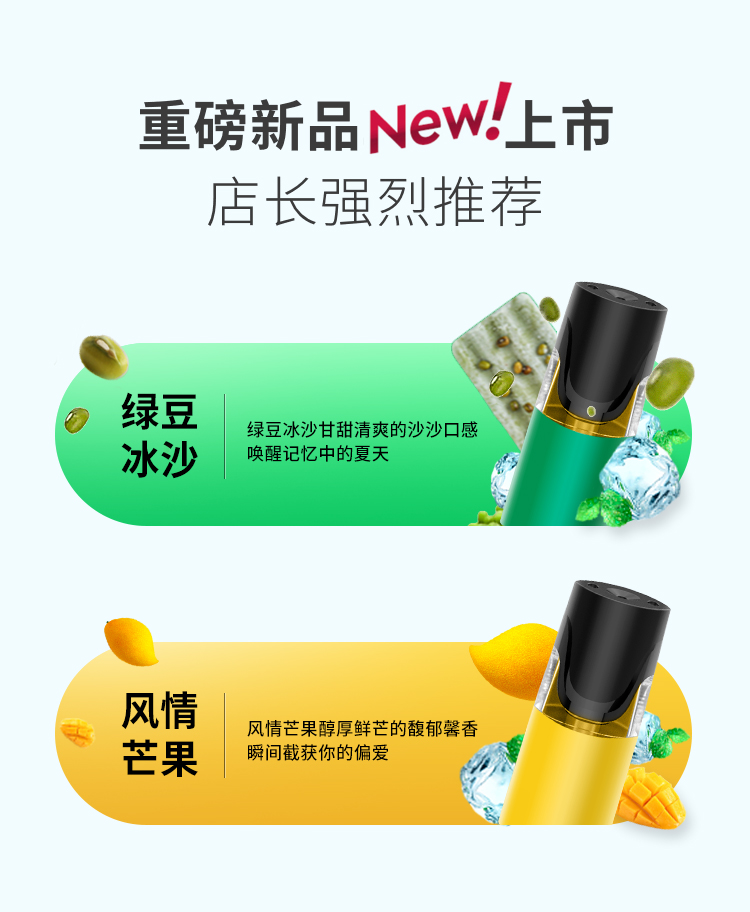 重磅新品New!上市
店长强烈推荐
绿豆
冰沙
绿豆冰沙甘甜清爽的沙沙口感
唤醒记忆中的夏天
风情
芒果
风情芒果醇厚鲜芒的馥郁馨香
瞬间截获你的偏爱